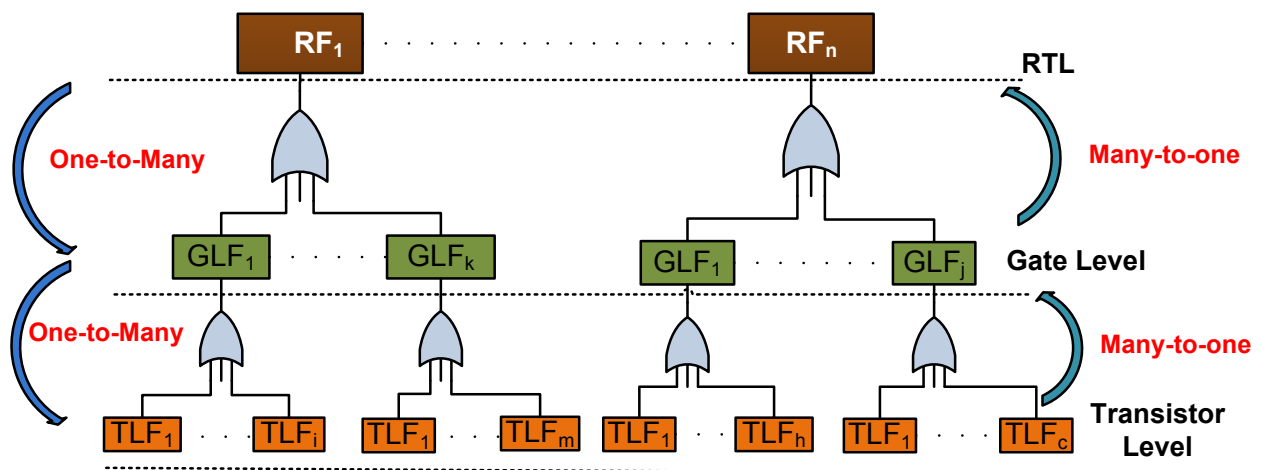 RF₁ . . . . . . . . . . . . . . . . RFₙ
RTL
One-to-Many
Many-to-one
GLF₁ . . . . . . GLFₖ
GLF₁ . . . . . . . GLFⱼ
Gate Level
One-to-Many
Many-to-one
TLF₁ . . . . TLFᵢ
TLF₁ . . . . TLFₘ
TLF₁ . . . . TLFₕ
TLF₁ . . . . TLF꜀
Transistor
Level